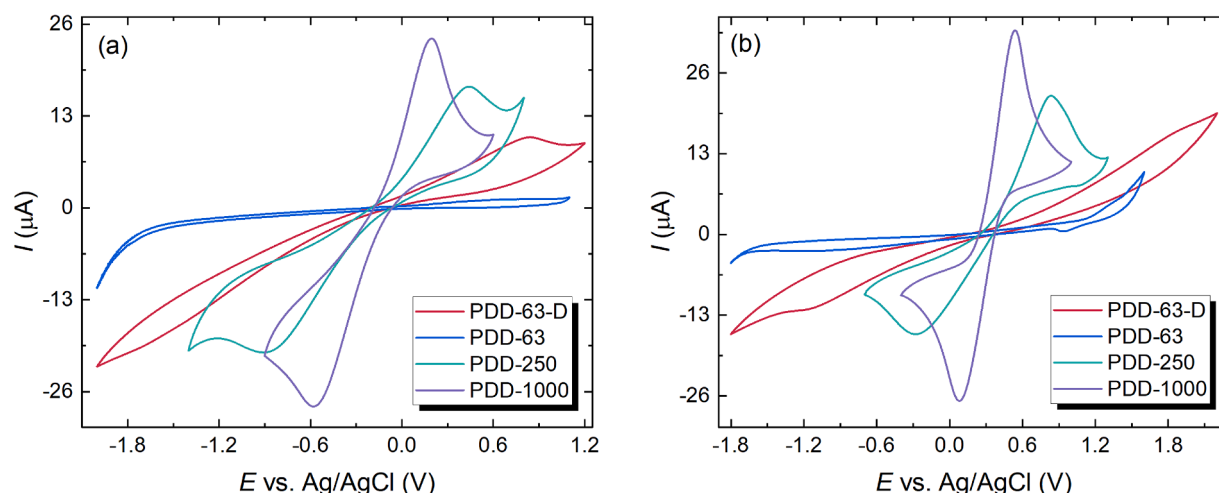 (a)
I (μA)
26
13
0
-13
-26
PDD-63-D
PDD-63
PDD-250
PDD-1000
-1.8 -1.2 -0.6 0.0 0.6 1.2
E vs. Ag/AgCl (V)
(b)
I (μA)
26
13
0
-13
-26
PDD-63-D
PDD-63
PDD-250
PDD-1000
-1.8 -1.2 -0.6 0.0 0.6 1.2 1.8
E vs. Ag/AgCl (V)